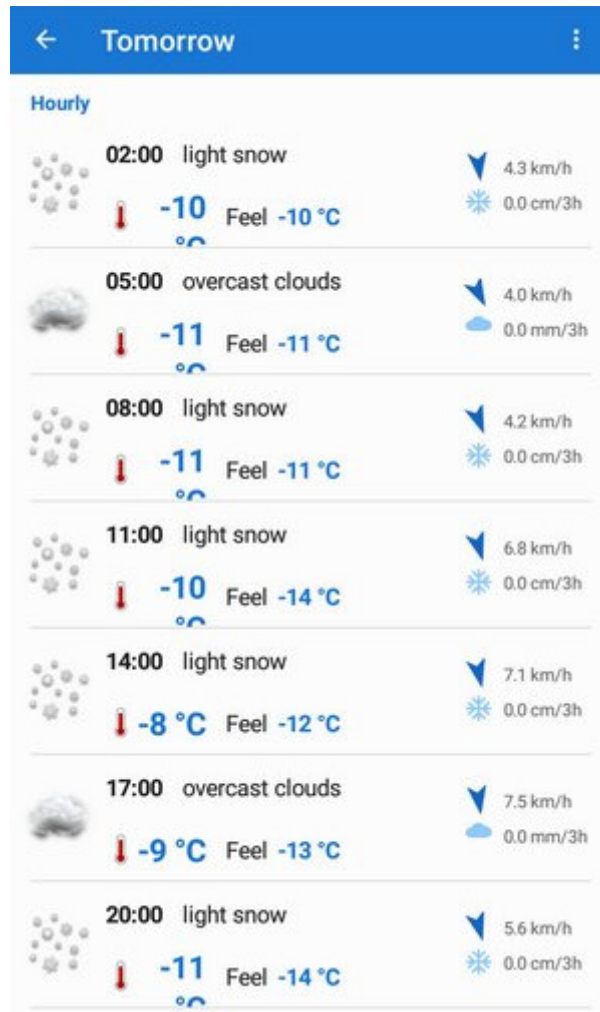 Tomorrow
Hourly
02:00 light snow
4.3 km/h
-10 °C Feel -10 °C
0.0 cm/3h
05:00 overcast clouds
4.0 km/h
-11 °C Feel -11 °C
0.0 mm/3h
08:00 light snow
4.2 km/h
-11 °C Feel -11 °C
0.0 cm/3h
11:00 light snow
6.8 km/h
-10 °C Feel -14 °C
0.0 cm/3h
14:00 light snow
7.1 km/h
-8 °C Feel -12 °C
0.0 cm/3h
17:00 overcast clouds
7.5 km/h
-9 °C Feel -13 °C
0.0 mm/3h
20:00 light snow
5.6 km/h
-11 °C Feel -14 °C
0.0 cm/3h